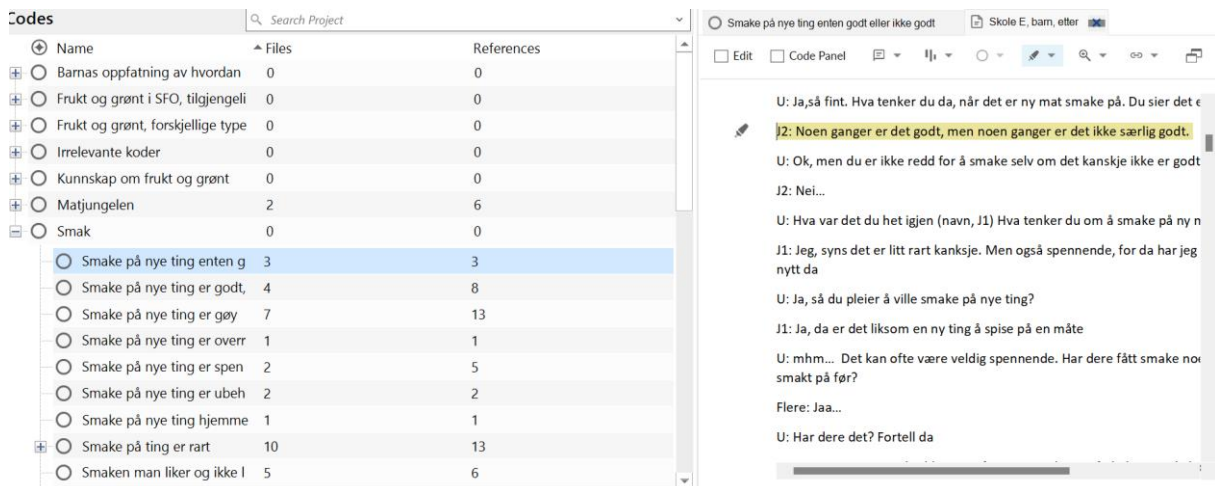 Codes
Search Project
Name Files References
Barnas oppfatning av hvordan 0 0
Frukt og grønt i SFO, tilgjengeli 0 0
Frukt og grønt, forskjellige type 0 0
Irrelevante koder 0 0
Kunnskap om frukt og grønt 0 0
Matjungelen 2 6
Smak 0 0
Smake på nye ting enten g 3 3
Smake på nye ting er godt, 4 8
Smake på nye ting er gøy 7 13
Smake på nye ting er overr 1 1
Smake på nye ting er spen 2 5
Smake på nye ting er ubeh 2 2
Smake på nye ting hjemme 1 1
Smake på ting er rart 10 13
Smaken man liker og ikke l 5 6
Smake på nye ting enten godt eller ikke godt
Skole E, barn, etter
Edit Code Panel
U: Ja,så fint. Hva tenker du da, når det er ny mat smake på. Du sier det e
J2: Noen ganger er det godt, men noen ganger er det ikke særlig godt.
U: Ok, men du er ikke redd for å smake selv om det kanskje ikke er godt
J2: Nei...
U: Hva var det du het igjen (navn, J1) Hva tenker du om å smake på ny n
J1: Jeg, syns det er litt rart kanksje. Men også spennende, for da har jeg
nytt da
U: Ja, så du pleier å ville smake på nye ting?
J1: Ja, da er det liksom en ny ting å spise på en måte
U: mhm... Det kan ofte være veldig spennende. Har dere fått smake noe
smakt på før?
Flere: Jaa...
U: Har dere det? Fortell da